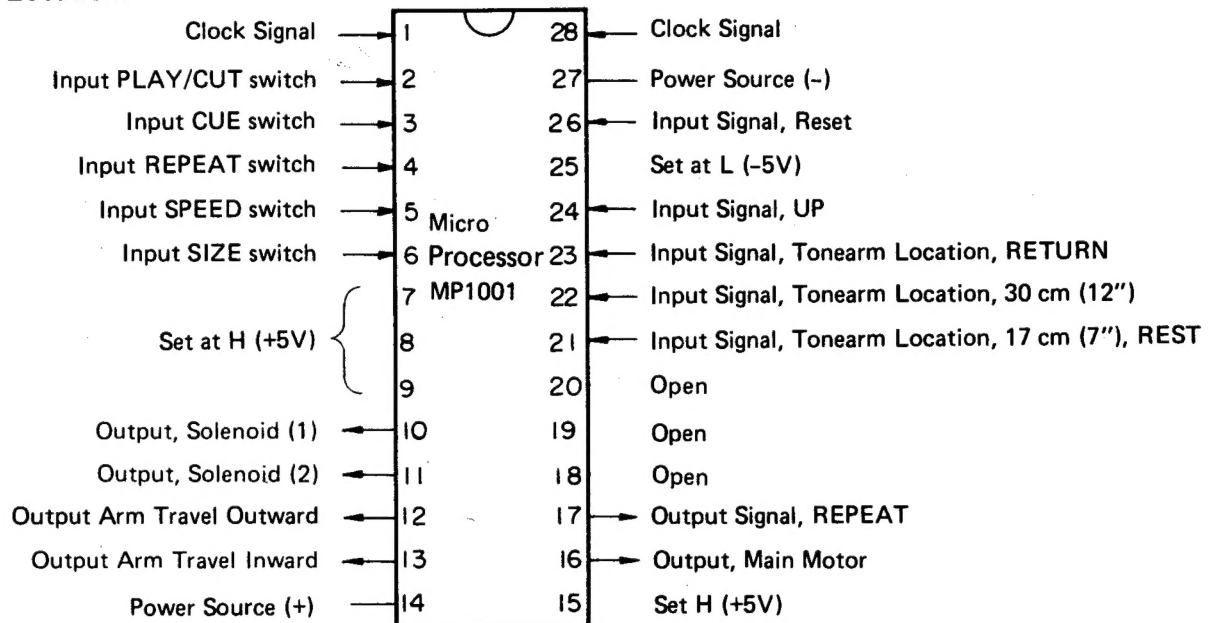 Clock Signal 1 28 Clock Signal
Input PLAY/CUT switch 2 27 Power Source (–)
Input CUE switch 3 26 Input Signal, Reset
Input REPEAT switch 4 25 Set at L (–5V)
Input SPEED switch 5 24 Input Signal, UP
Micro
Input SIZE switch 6 Processor 23 Input Signal, Tonearm Location, RETURN
7 MP1001 22 Input Signal, Tonearm Location, 30 cm (12″)
Set at H (+5V) 8 21 Input Signal, Tonearm Location, 17 cm (7″), REST
9 20 Open
Output, Solenoid (1) 10 19 Open
Output, Solenoid (2) 11 18 Open
Output Arm Travel Outward 12 17 Output Signal, REPEAT
Output Arm Travel Inward 13 16 Output, Main Motor
Power Source (+) 14 15 Set H (+5V)